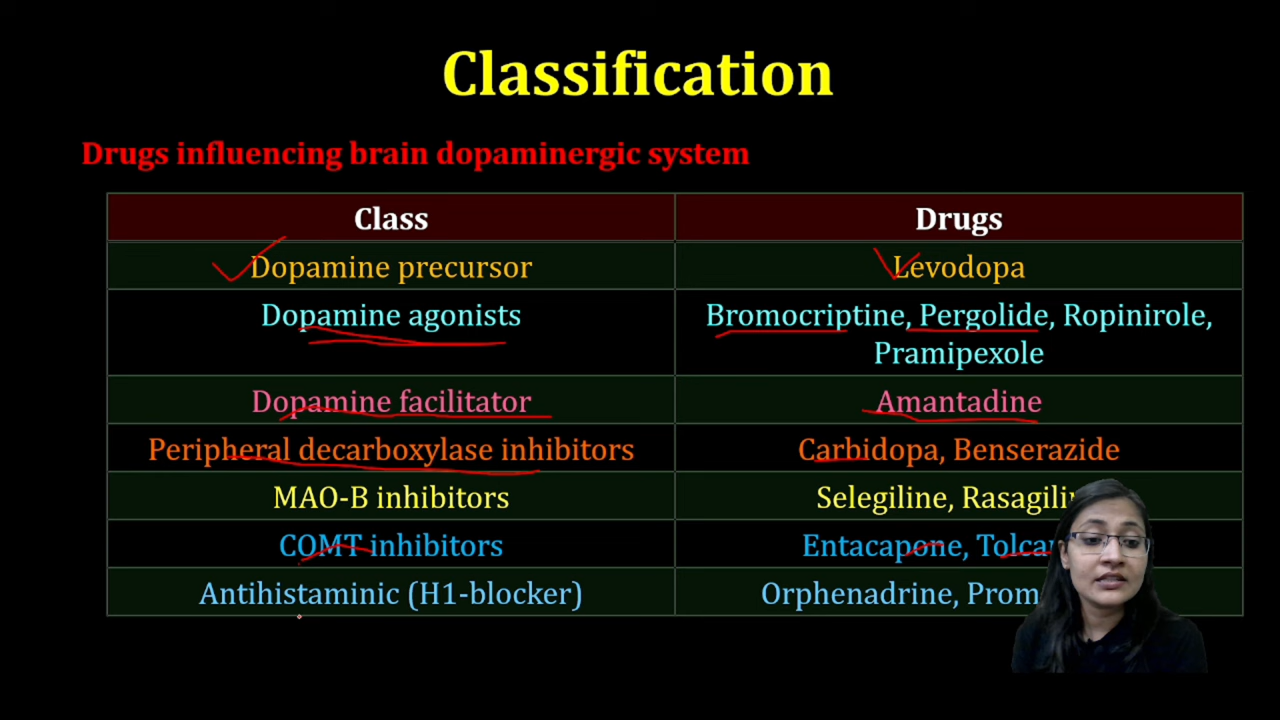 Classification
Drugs influencing brain dopaminergic system
Class Drugs
Dopamine precursor Levodopa
Dopamine agonists Bromocriptine, Pergolide, Ropinirole,
Pramipexole
Dopamine facilitator Amantadine
Peripheral decarboxylase inhibitors Carbidopa, Benserazide
MAO-B inhibitors Selegiline,
COMT inhibitors Entacapone,
Antihistaminic (H1-blocker) Orphenadrine,